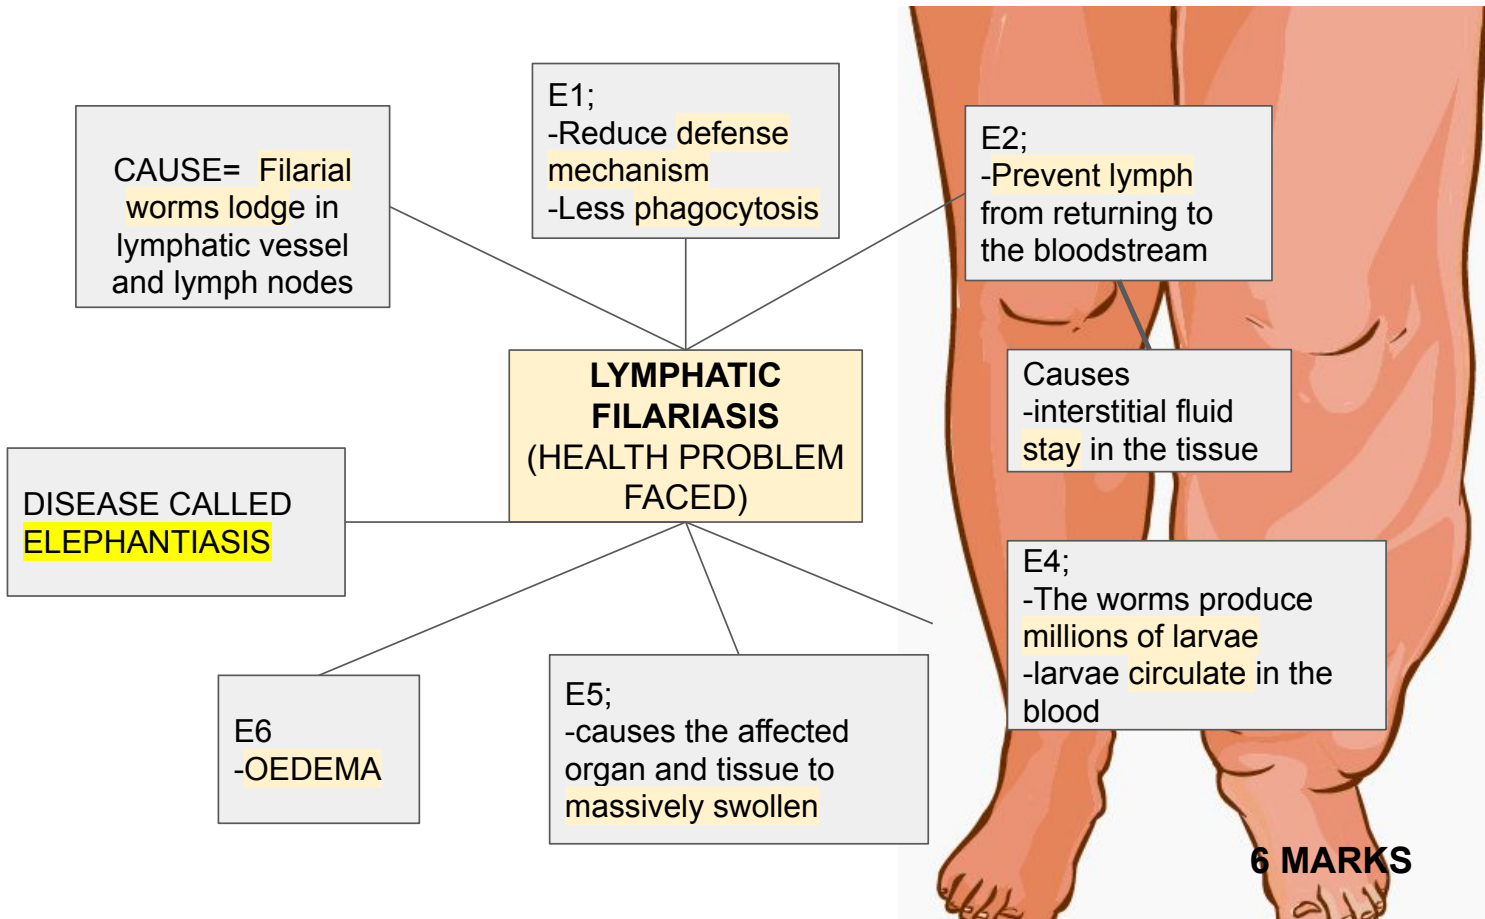 CAUSE= Filarial
worms lodge in
lymphatic vessel
and lymph nodes
E1;
-Reduce defense
mechanism
-Less phagocytosis
E2;
-Prevent lymph
from returning to
the bloodstream
Causes
-interstitial fluid
stay in the tissue
LYMPHATIC
FILARIASIS
(HEALTH PROBLEM
FACED)
DISEASE CALLED
ELEPHANTIASIS
E4;
-The worms produce
millions of larvae
-larvae circulate in the
blood
E5;
-causes the affected
organ and tissue to
massively swollen
E6
-OEDEMA
6 MARKS